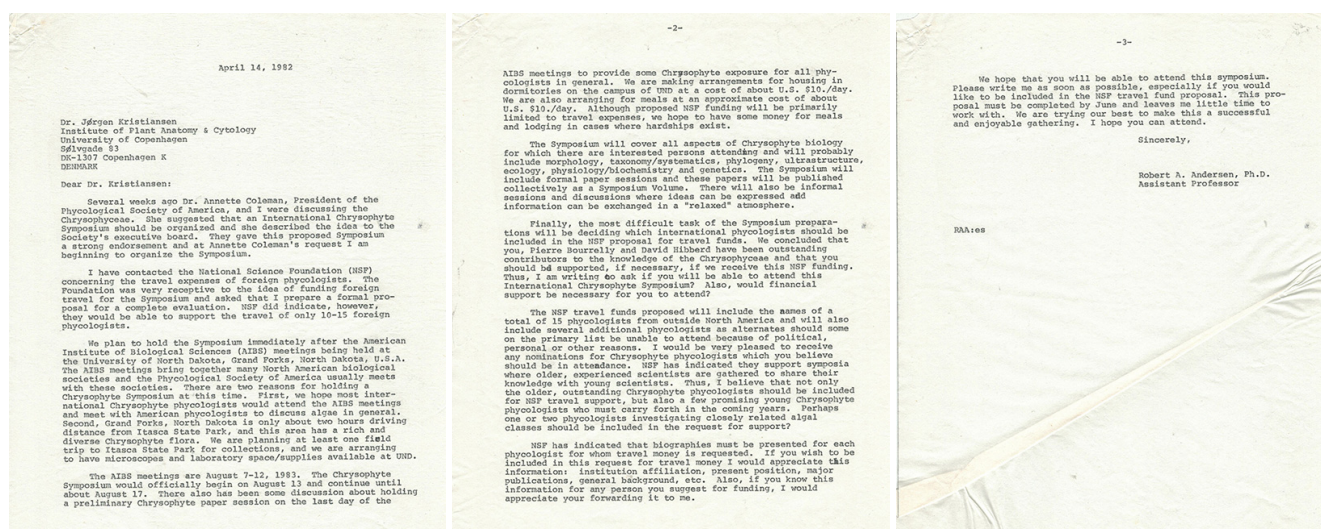 April 14, 1982
Dr. Jørgen Kristiansen
Institute of Plant Anatomy & Cytology
University of Copenhagen
Sølvgade 83
DK-1307 Copenhagen K
DENMARK
Dear Dr. Kristiansen:
Several weeks ago Dr. Annette Coleman, President of the
Phycological Society of America, and I were discussing the
Chrysophyceae. She suggested that an International Chrysophyte
Symposium should be organized and she described the idea to the
Society's executive board. They gave this proposed Symposium
a strong endorsement and at Annette Coleman's request I am
beginning to organize the Symposium.
I have contacted the National Science Foundation (NSF)
concerning the travel expenses of foreign phycologists. The
Foundation was very receptive to the idea of funding foreign
travel for the Symposium and asked that I prepare a formal pro-
posal for a complete evaluation. NSF did indicate, however,
they would be able to support the travel of only 10-15 foreign
phycologists.
We plan to hold the Symposium immediately after the American
Institute of Biological Sciences (AIBS) meetings being held at
the University of North Dakota, Grand Forks, North Dakota, U.S.A.
The AIBS meetings bring together many North American biological
societies and the Phycological Society of America usually meets
with these societies. There are two reasons for holding a
Chrysophyte Symposium at this time. First, we hope most inter-
national Chrysophyte phycologists would attend the AIBS meetings
and meet with American phycologists to discuss algae in general.
Second, Grand Forks, North Dakota is only about two hours driving
distance from Itasca State Park, and this area has a rich and
diverse Chrysophyte flora. We are planning at least one field
trip to Itasca State Park for collections, and we are arranging
to have microscopes and laboratory space/supplies available at UND.
The AIBS meetings are August 7-12, 1983. The Chrysophyte
Symposium would officially begin on August 13 and continue until
about August 17. There also has been some discussion about holding
a preliminary Chrysophyte paper session on the last day of the
-2-
AIBS meetings to provide some Chrysophyte exposure for all phy-
cologists in general. We are making arrangements for housing in
dormitories on the campus of UND at a cost of about U.S. $10./day.
We are also arranging for meals at an approximate cost of about
U.S. $10./day. Although proposed NSF funding will be primarily
limited to travel expenses, we hope to have some money for meals
and lodging in cases where hardships exist.
The Symposium will cover all aspects of Chrysophyte biology
for which there are interested persons attending and will probably
include morphology, taxonomy/systematics, phylogeny, ultrastructure,
ecology, physiology/biochemistry and genetics. The Symposium will
include formal paper sessions and these papers will be published
collectively as a Symposium Volume. There will also be informal
sessions and discussions where ideas can be expressed and
information can be exchanged in a "relaxed" atmosphere.
Finally, the most difficult task of the Symposium prepara-
tions will be deciding which international phycologists should be
included in the NSF proposal for travel funds. We concluded that
you, Pierre Bourrelly and David Hibberd have been outstanding
contributors to the knowledge of the Chrysophyceae and that you
should be supported, if necessary, if we receive this NSF funding.
Thus, I am writing to ask if you will be able to attend this
International Chrysophyte Symposium? Also, would financial
support be necessary for you to attend?
The NSF travel funds proposed will include the names of a
total of 15 phycologists from outside North America and will also
include several additional phycologists as alternates should some
on the primary list be unable to attend because of political,
personal or other reasons. I would be very pleased to receive
any nominations for Chrysophyte phycologists which you believe
should be in attendance. NSF has indicated they support symposia
where older, experienced scientists are gathered to share their
knowledge with young scientists. Thus, I believe that not only
the older, outstanding Chrysophyte phycologists should be included
for NSF travel support, but also a few promising young Chrysophyte
phycologists who must carry forth in the coming years. Perhaps
one or two phycologists investigating closely related algal
classes should be included in the request for support?
NSF has indicated that biographies must be presented for each
phycologist for whom travel money is requested. If you wish to be
included in this request for travel money I would appreciate this
information: institution affiliation, present position, major
publications, general background, etc. Also, if you know this
information for any person you suggest for funding, I would
appreciate your forwarding it to me.
-3-
We hope that you will be able to attend this symposium.
Please write me as soon as possible, especially if you would
like to be included in the NSF travel fund proposal. This pro-
posal must be completed by June and leaves me little time to
work with. We are trying our best to make this a successful
and enjoyable gathering. I hope you can attend.
Sincerely,
Robert A. Andersen, Ph.D.
Assistant Professor
RAA:es